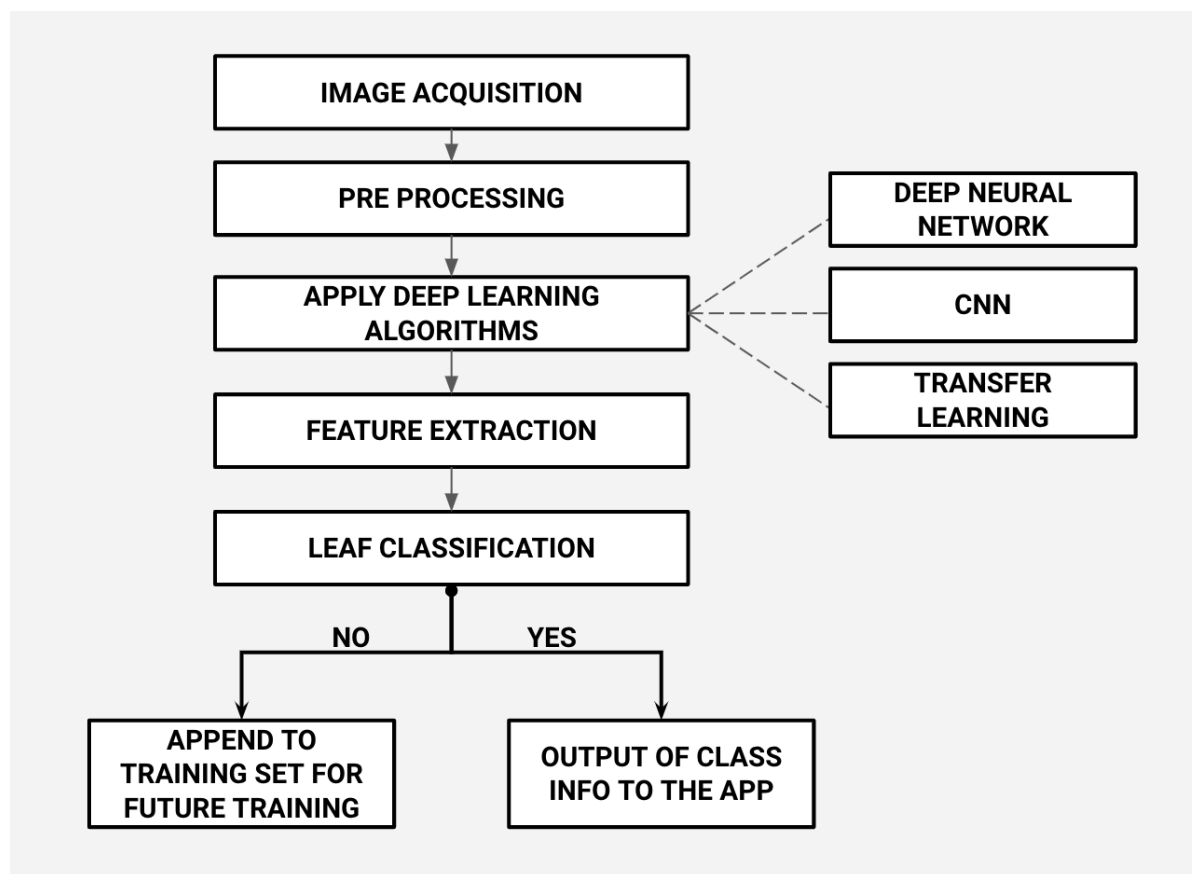 IMAGE ACQUISITION
PRE PROCESSING
APPLY DEEP LEARNING
ALGORITHMS
DEEP NEURAL
NETWORK
CNN
TRANSFER
LEARNING
FEATURE EXTRACTION
LEAF CLASSIFICATION
NO
YES
APPEND TO
TRAINING SET FOR
FUTURE TRAINING
OUTPUT OF CLASS
INFO TO THE APP